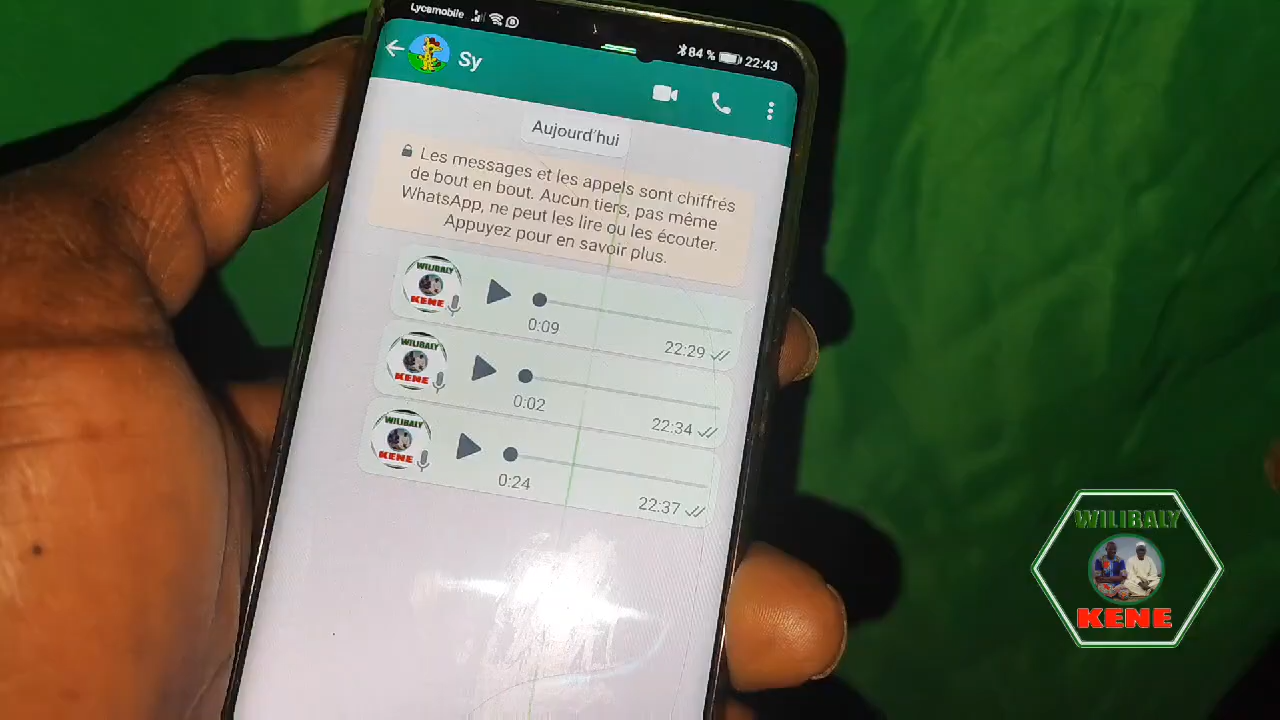 Lycamobile
84 % 22:43
Sy
Aujourd'hui
Les messages et les appels sont chiffrés
de bout en bout. Aucun tiers, pas même
WhatsApp, ne peut les lire ou les écouter.
Appuyez pour en savoir plus.
WILIBALY
KENE
0:09
22:29
WILIBALY
KENE
0:02
22:34
WILIBALY
KENE
0:24
22:37
WILIBALY
KENE